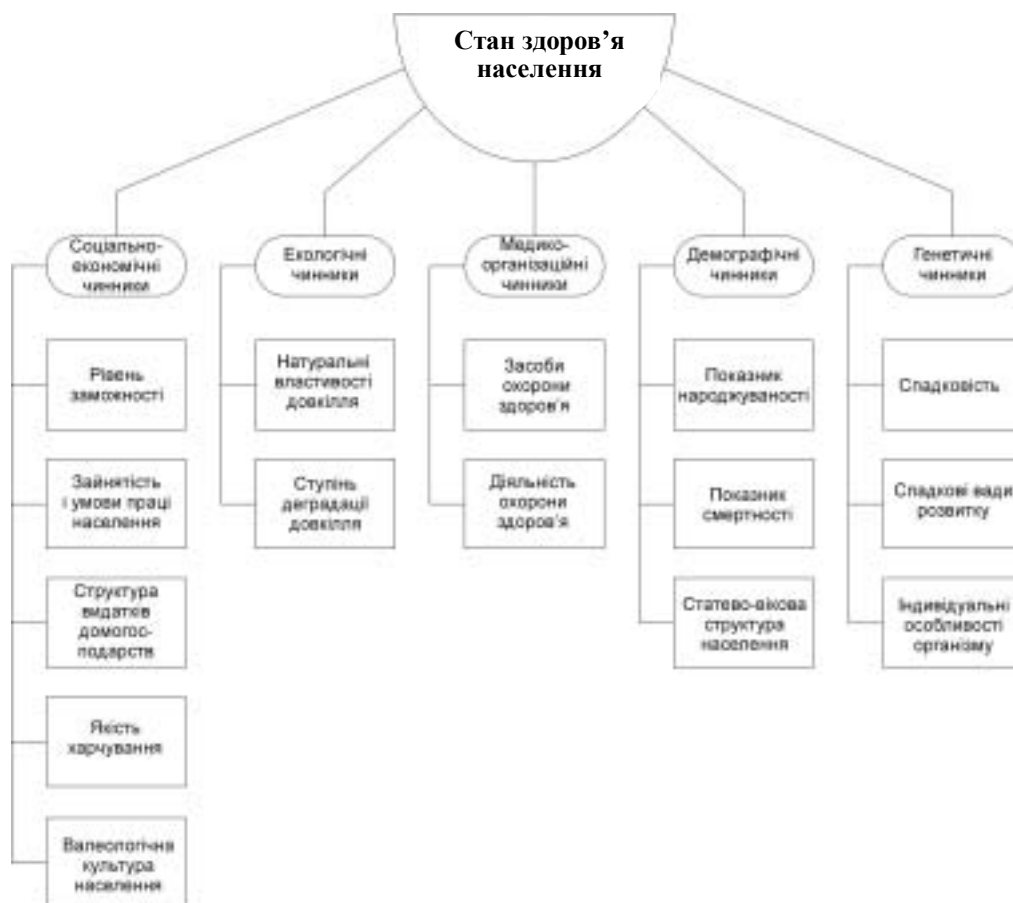 Стан здоров’я
населення
Соціально-
економічні
чинники
Екологічні
чинники
Медико-
організаційні
чинники
Демографічні
чинники
Генетичні
чинники
Рівень
заможності
Зайнятість
і умови праці
населення
Структура
видатків
домогос-
подарств
Якість
харчування
Валеологічна
культура
населення
Натуральні
властивості
довкілля
Ступінь
деградації
довкілля
Засоби
охорони
здоров’я
Діяльність
охорони
здоров’я
Показник
народжуваності
Показник
смертності
Статево-вікова
структура
населення
Спадковість
Спадкові вади
розвитку
Індивідуальні
особливості
організму